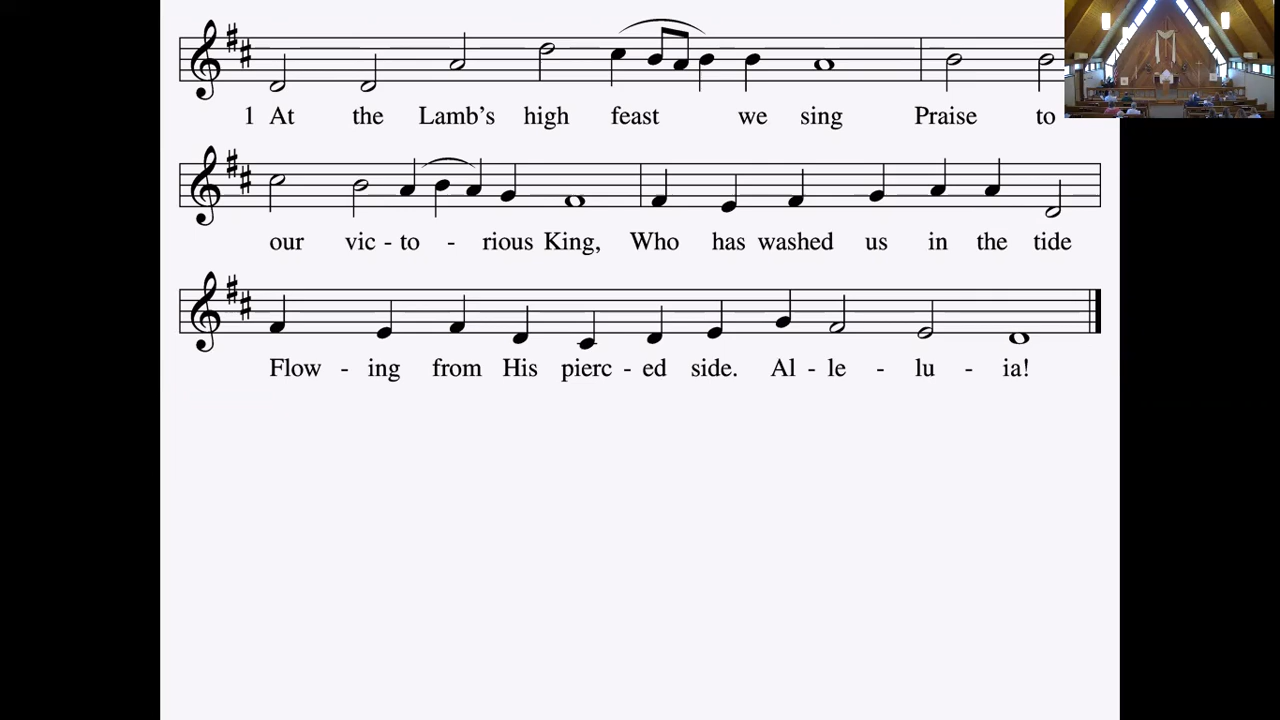 1 At the Lamb's high feast we sing Praise to
our vic - to - rious King, Who has washed us in the tide
Flow - ing from His pierc - ed side. Al - le - lu - ia!